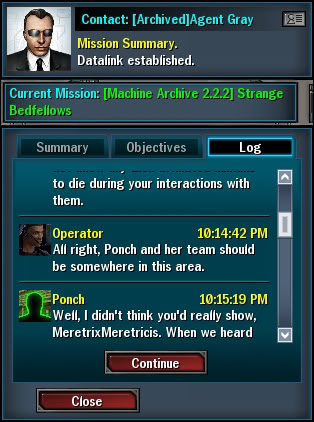 Contact: [Archived]Agent Gray
Mission Summary.
Datalink established.
Current Mission: [Machine Archive 2.2.2] Strange
Bedfellows
Summary
Objectives
Log
to die during your interactions with
them.
Operator 10:14:42 PM
All right, Ponch and her team should
be somewhere in this area.
Ponch 10:15:19 PM
Well, I didn't think you'd really show,
MeretrixMeretricis. When we heard
Continue
Close